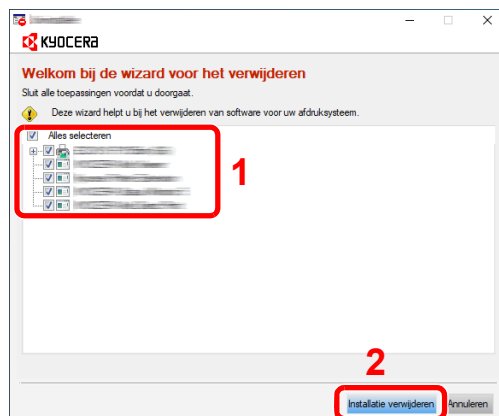 KYOCERA
Welkom bij de wizard voor het verwijderen
Sluit alle toepassingen voordat u doorgaat.
Deze wizard helpt u bij het verwijderen van software voor uw afdruksysteem.
Alles selecteren
1
2
Installatie verwijderen
Annuleren